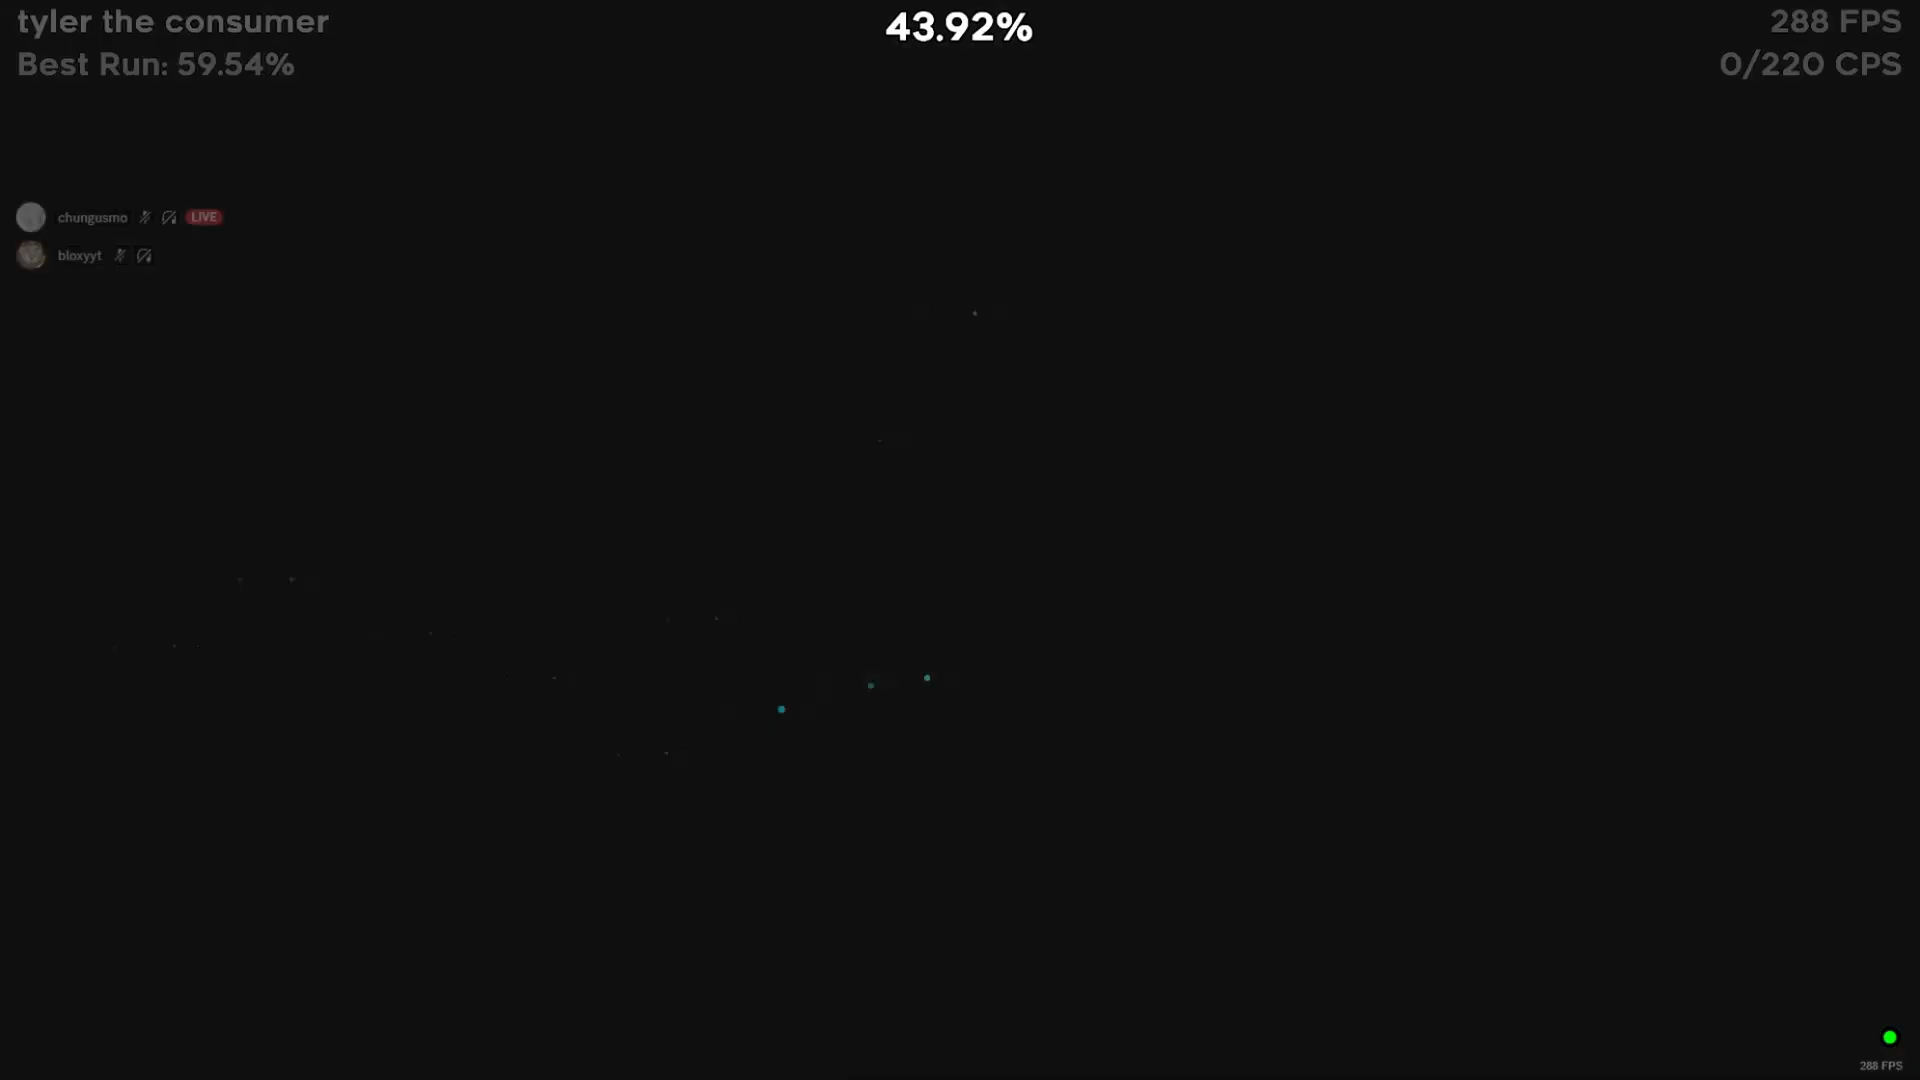 tyler the consumer
Best Run: 59.54%
43.92%
288 FPS
0/220 CPS
chungusmo LIVE
bloxyyt
288 FPS